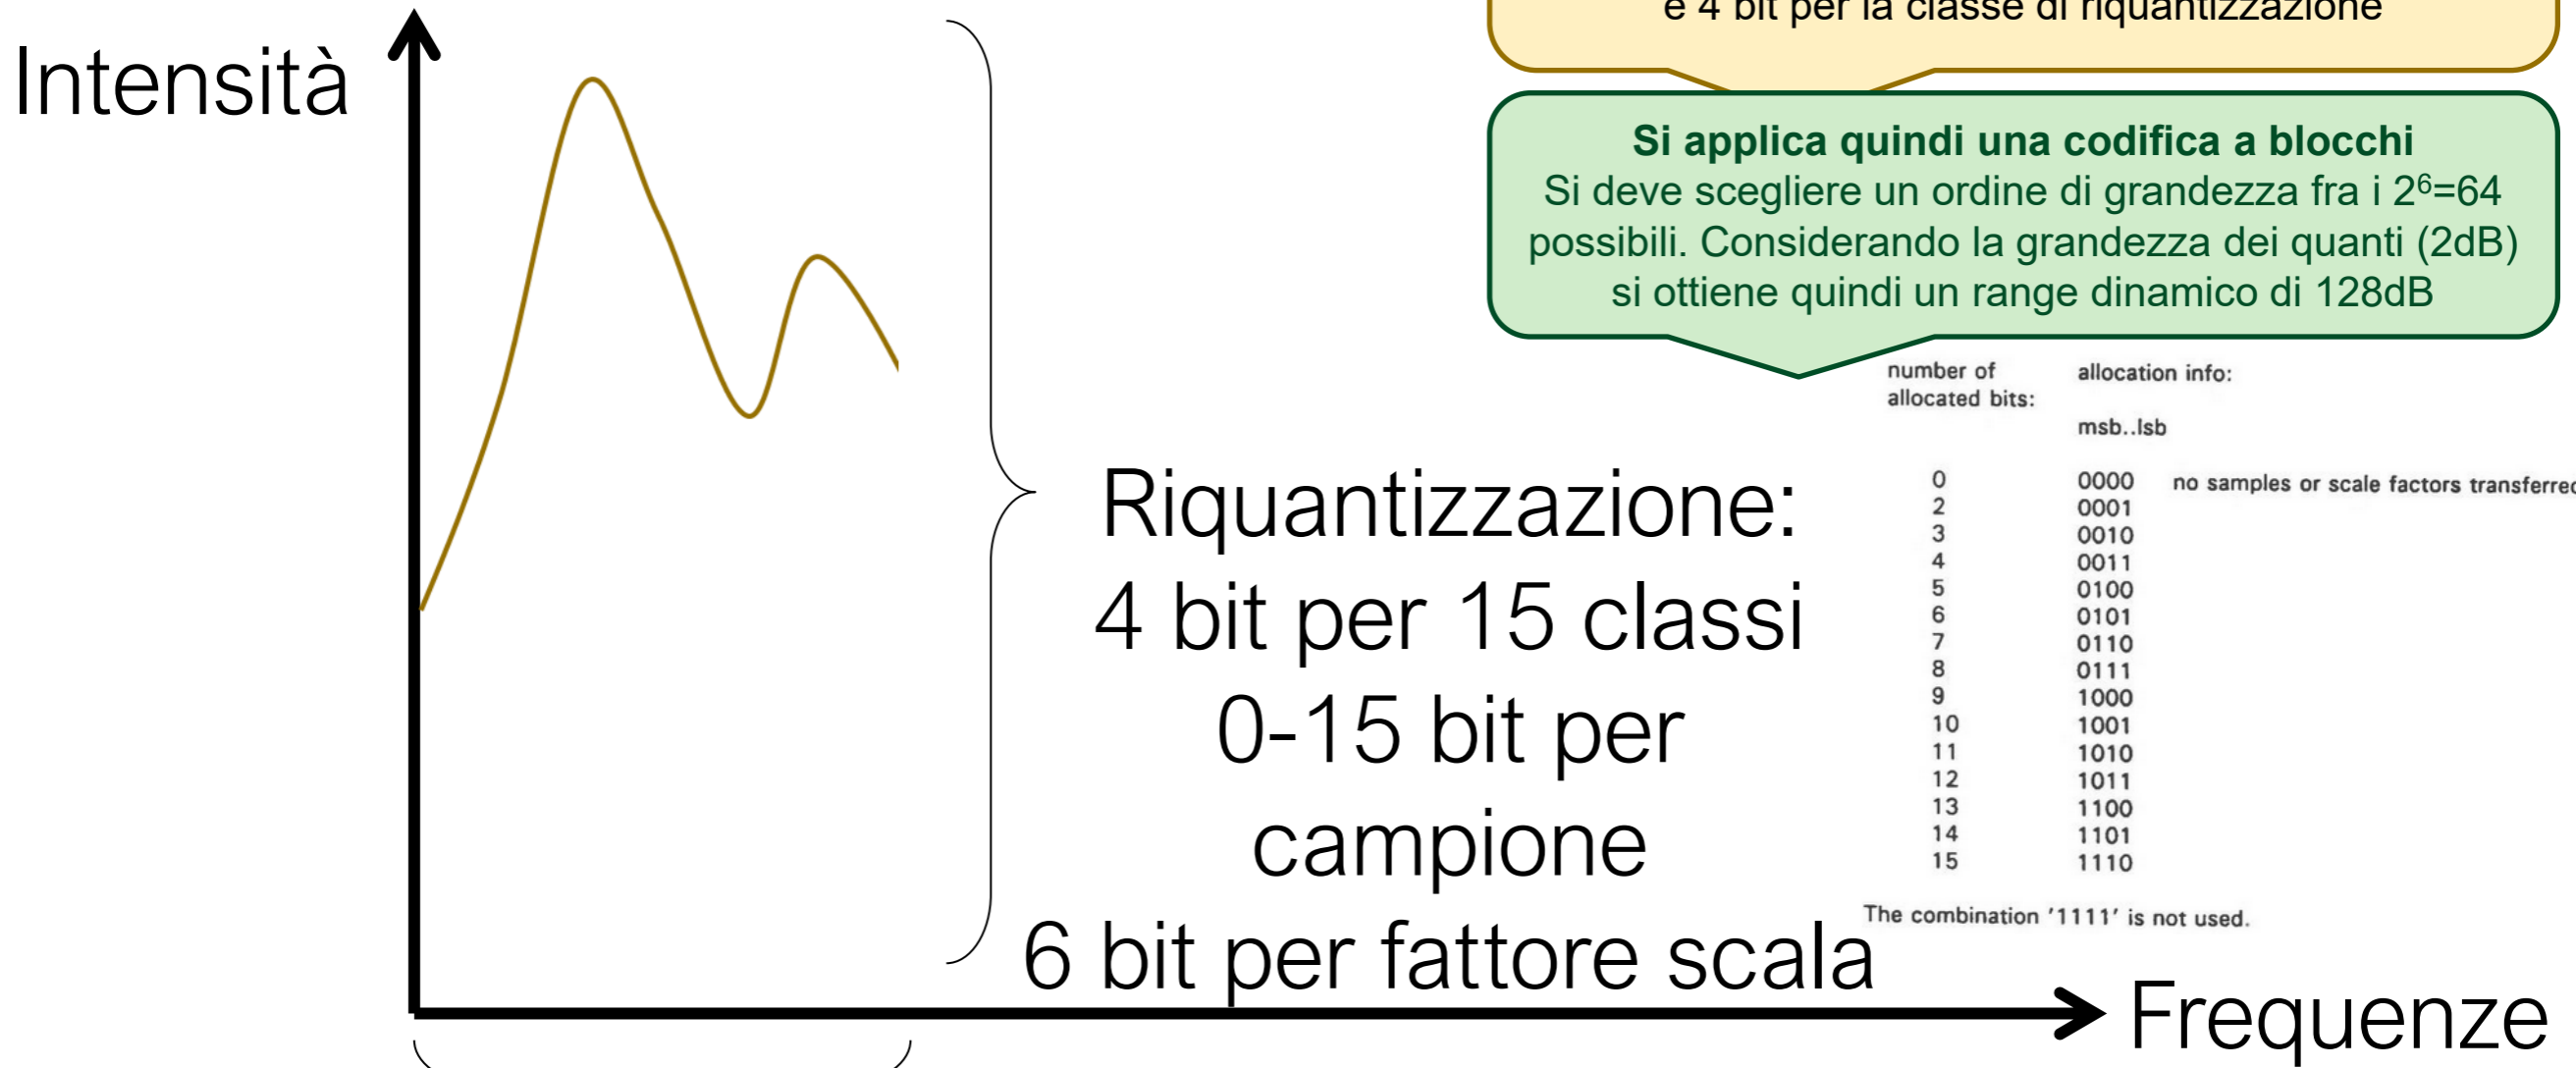 e 4 bit per la classe di riquantizzazione
Intensità
Si applica quindi una codifica a blocchi
Si deve scegliere un ordine di grandezza fra i 2⁶=64
possibili. Considerando la grandezza dei quanti (2dB)
si ottiene quindi un range dinamico di 128dB
Riquantizzazione:
4 bit per 15 classi
0-15 bit per
campione
6 bit per fattore scala
number of allocation info:
allocated bits:
msb..lsb
0 0000 no samples or scale factors transferred
2 0001
3 0010
4 0011
5 0100
6 0101
7 0110
8 0111
9 1000
10 1001
11 1010
12 1011
13 1100
14 1101
15 1110
The combination '1111' is not used.
Frequenze